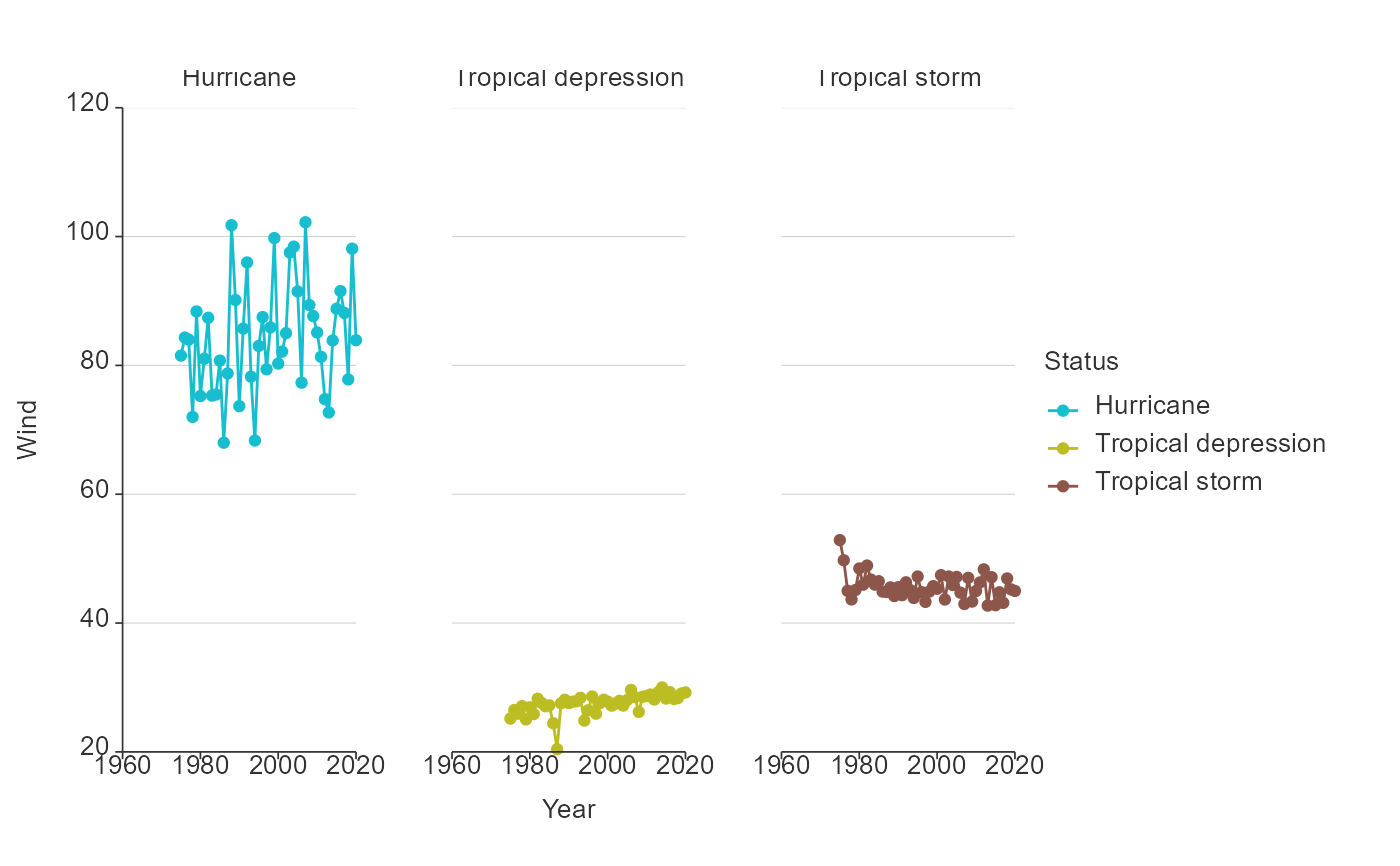 Hurricane Tropical depression Tropical storm
120
100
80
60
40
20
Wind
1960 1980 2000 2020 1960 1980 2000 2020 1960 1980 2000 2020
Year
Status
Hurricane
Tropical depression
Tropical storm